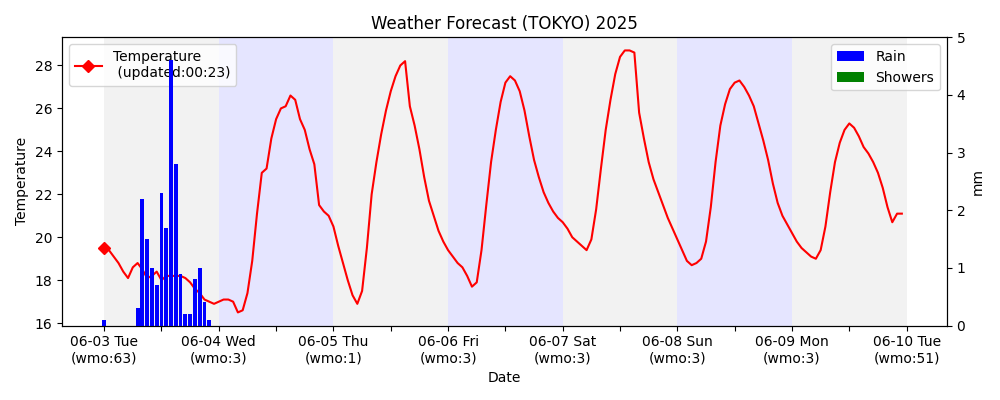 Weather Forecast (TOKYO) 2025
Temperature
(updated:00:23)
Rain
Showers
Temperature
28
26
24
22
20
18
16
5
4
3
2
1
0
mm
06-03 Tue
(wmo:63)
06-04 Wed
(wmo:3)
06-05 Thu
(wmo:1)
06-06 Fri
(wmo:3)
06-07 Sat
(wmo:3)
06-08 Sun
(wmo:3)
06-09 Mon
(wmo:3)
06-10 Tue
(wmo:51)
Date